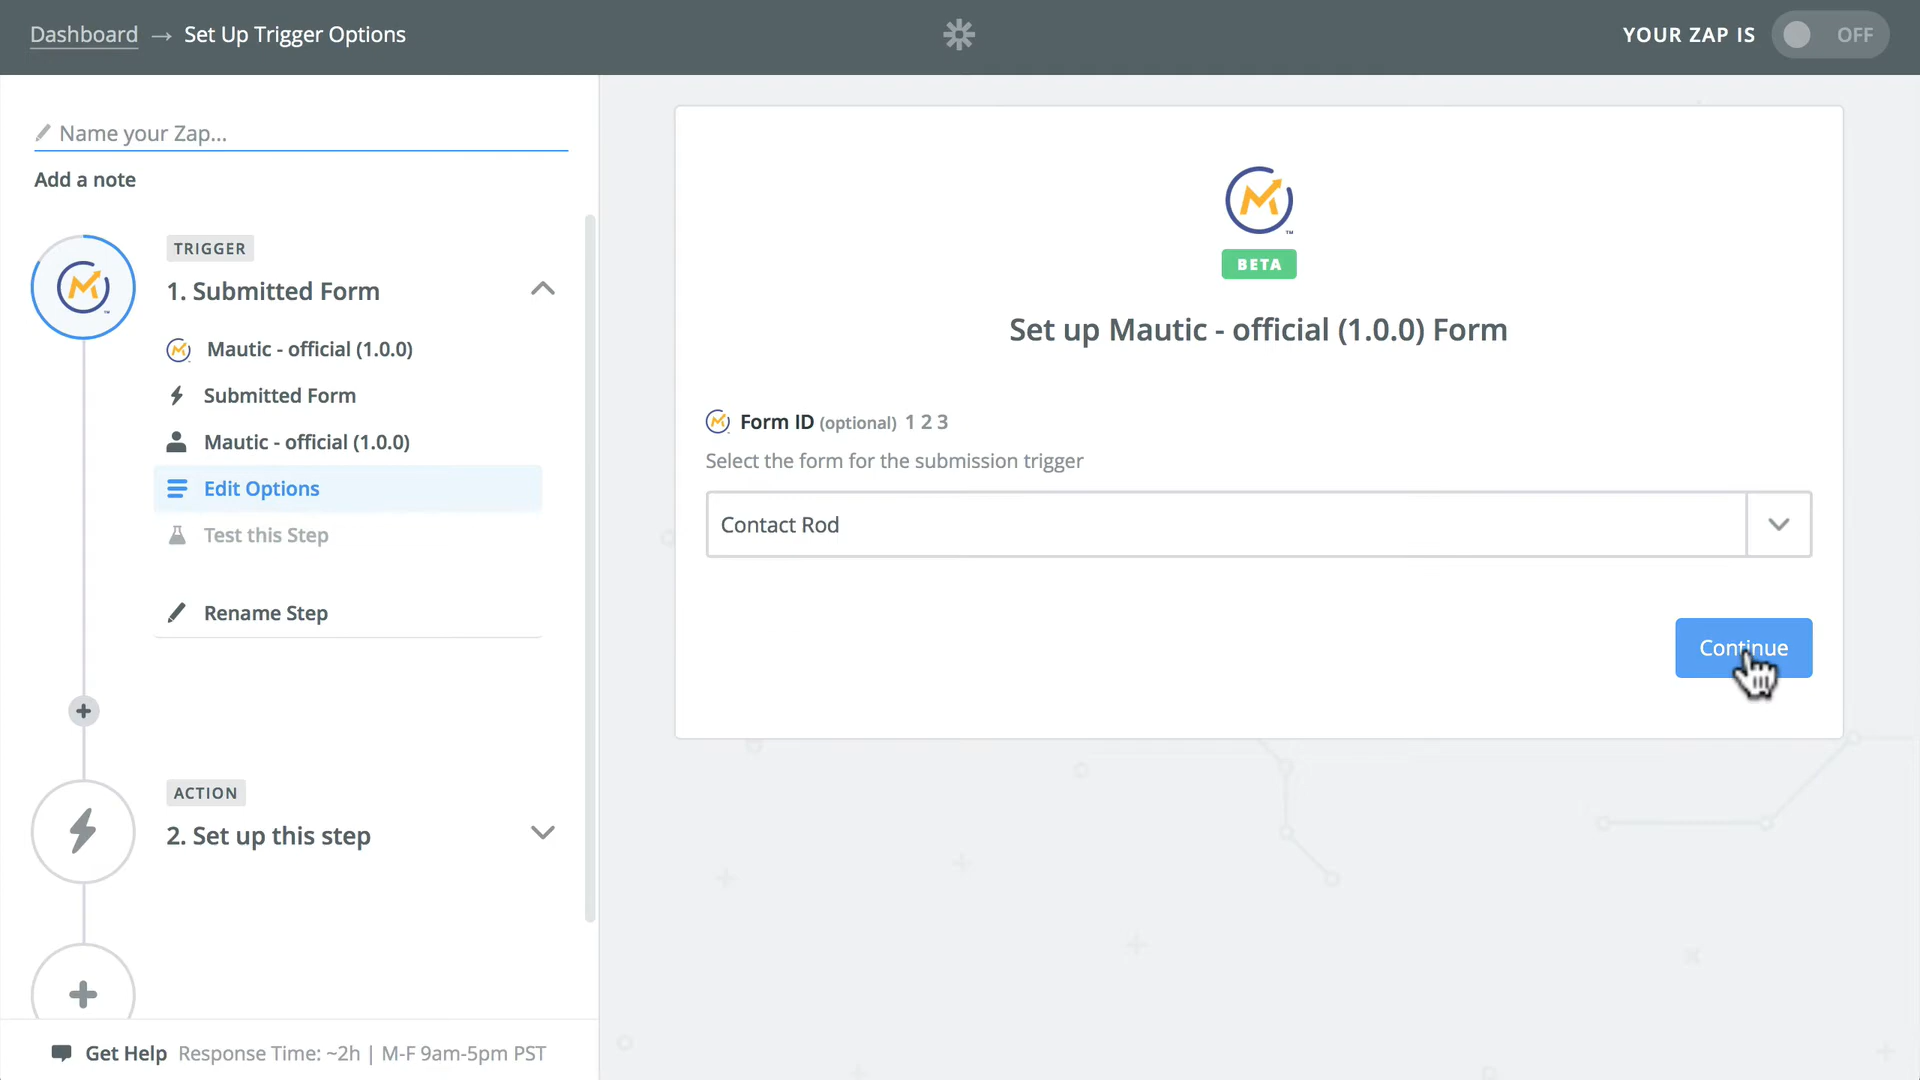 Dashboard → Set Up Trigger Options
YOUR ZAP IS OFF
Name your Zap...
Add a note
TRIGGER
1. Submitted Form
Mautic - official (1.0.0)
Submitted Form
Mautic - official (1.0.0)
Edit Options
Test this Step
Rename Step
ACTION
2. Set up this step
Get Help Response Time: ~2h | M-F 9am-5pm PST
BETA
Set up Mautic - official (1.0.0) Form
Form ID (optional) 1 2 3
Select the form for the submission trigger
Contact Rod
Continue